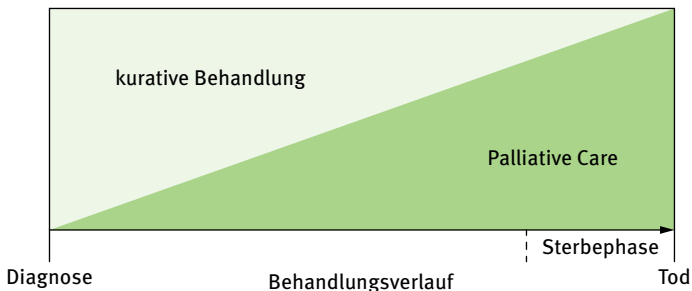 kurative Behandlung
Palliative Care
Sterbephase
Diagnose
Behandlungsverlauf
Tod